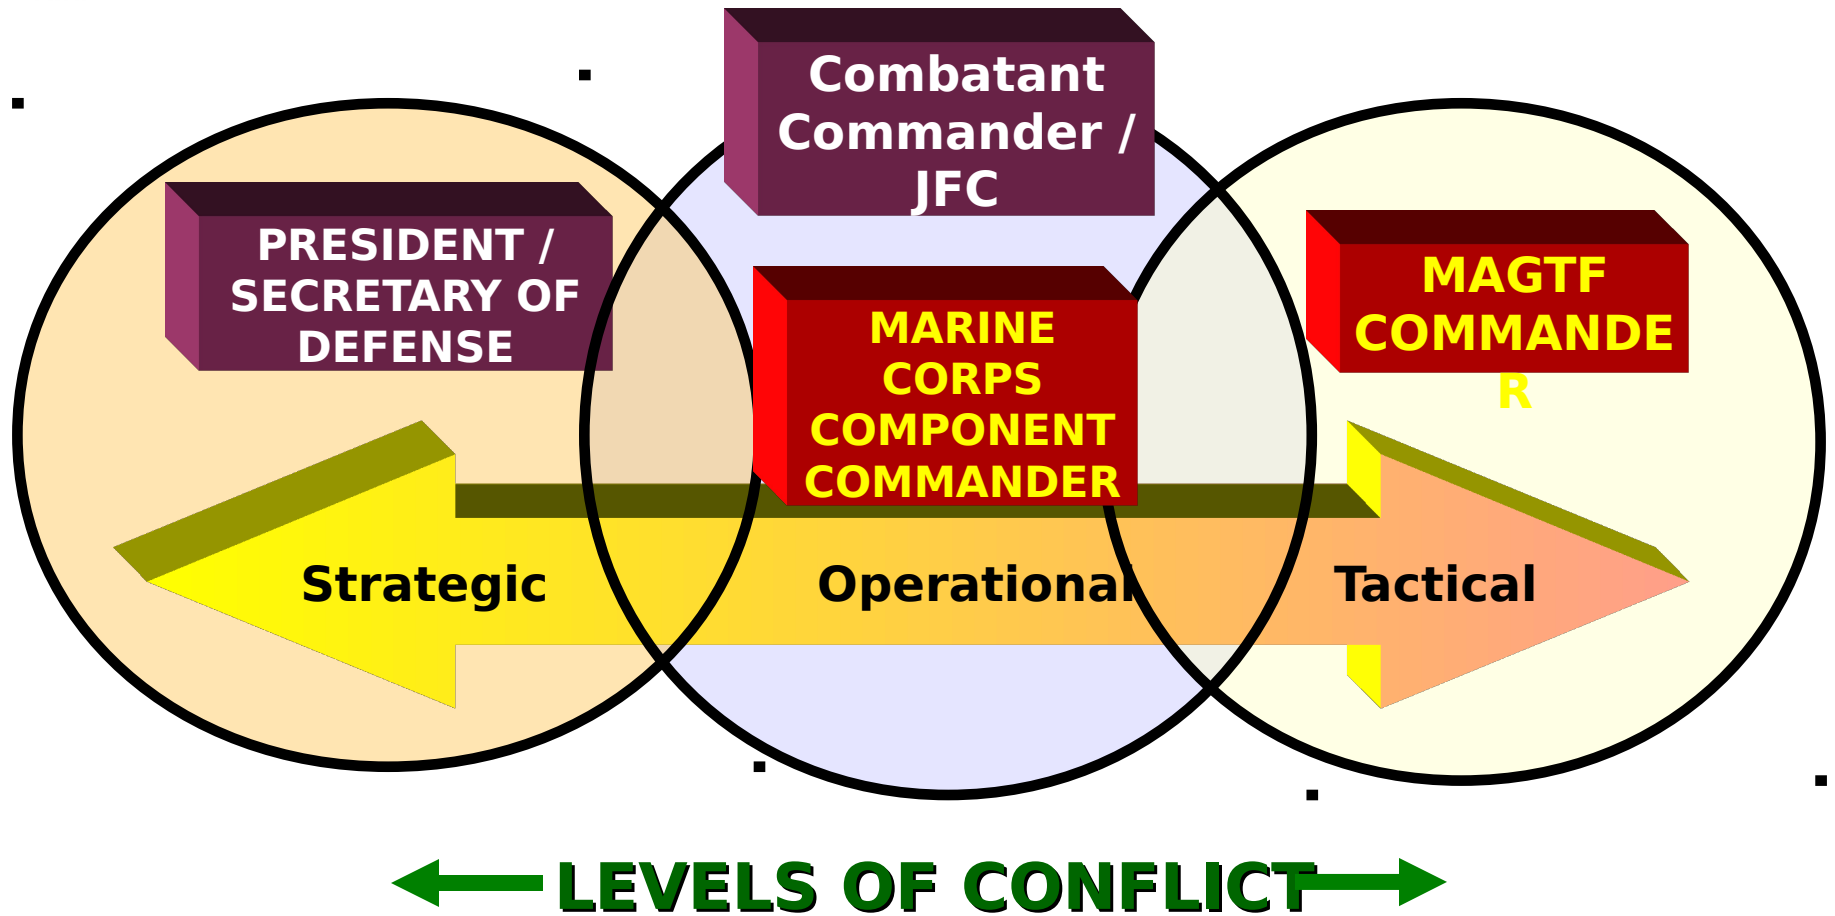 Combatant
Commander /
JFC
PRESIDENT /
SECRETARY OF
DEFENSE
MARINE
CORPS
COMPONENT
COMMANDER
MAGTF
COMMANDE
R
Strategic
Operational
Tactical
LEVELS OF CONFLICT